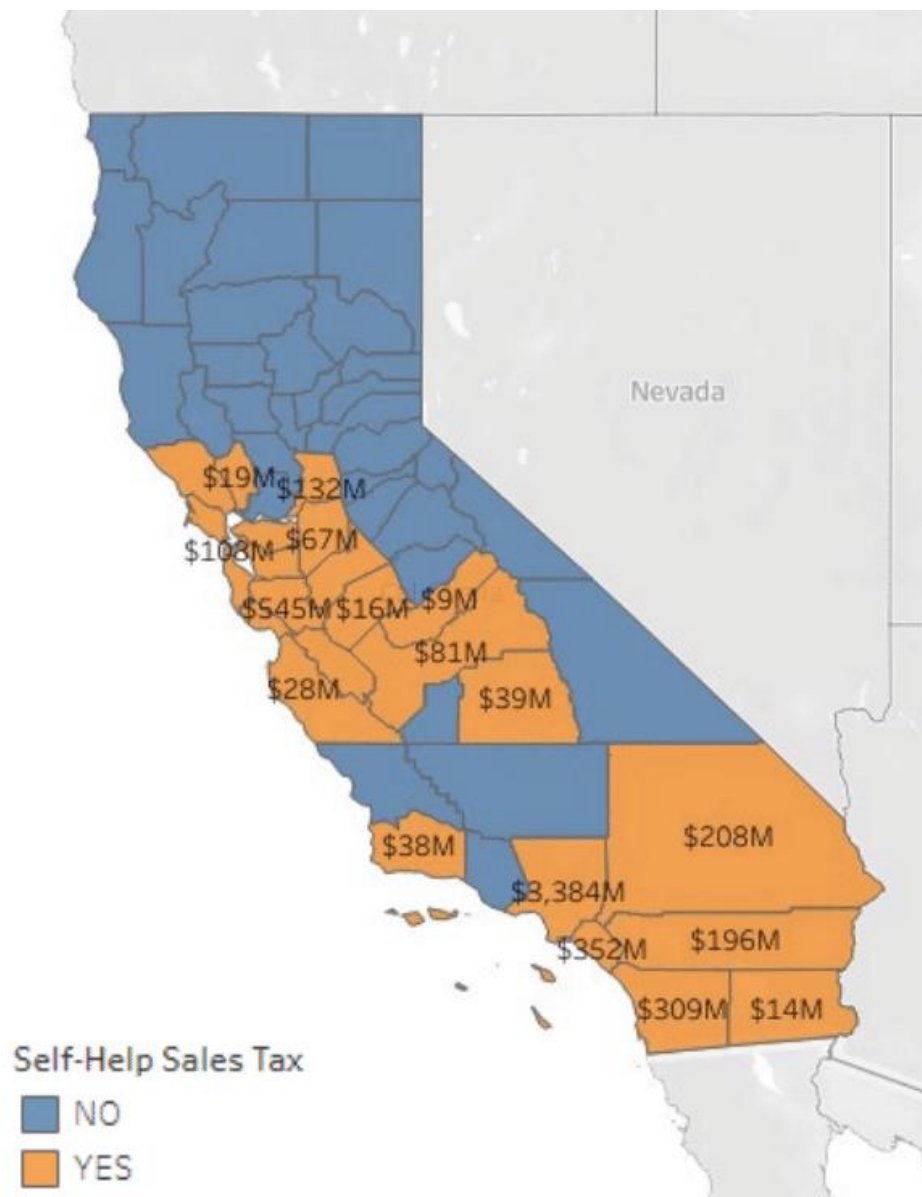 Nevada
$19M
$132M
$108M
$67M
$545M
$16M
$9M
$81M
$28M
$39M
$38M
$208M
$3,384M
$352M
$196M
$309M
$14M
Self-Help Sales Tax
NO
YES